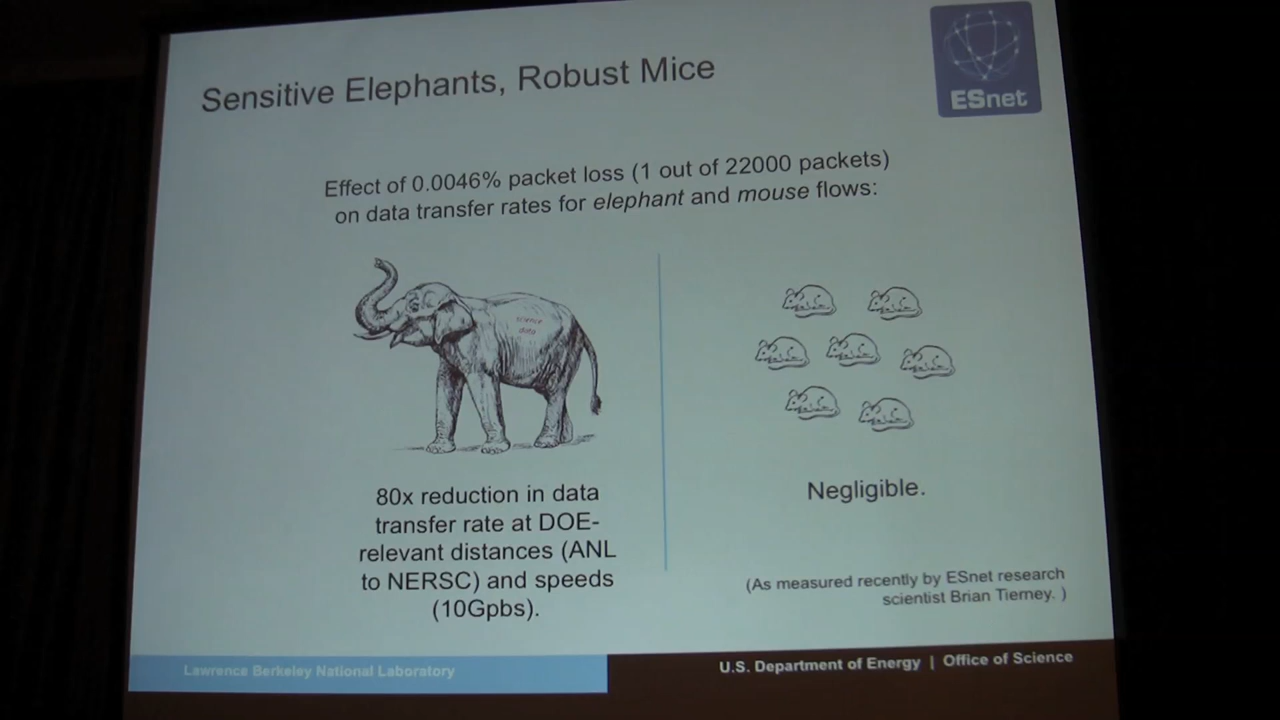 Sensitive Elephants, Robust Mice
ESnet
Effect of 0.0046% packet loss (1 out of 22000 packets)
on data transfer rates for elephant and mouse flows:
science
data
80x reduction in data
transfer rate at DOE-
relevant distances (ANL
to NERSC) and speeds
(10Gpbs).
Negligible.
(As measured recently by ESnet research
scientist Brian Tierney. )
Lawrence Berkeley National Laboratory
U.S. Department of Energy | Office of Science